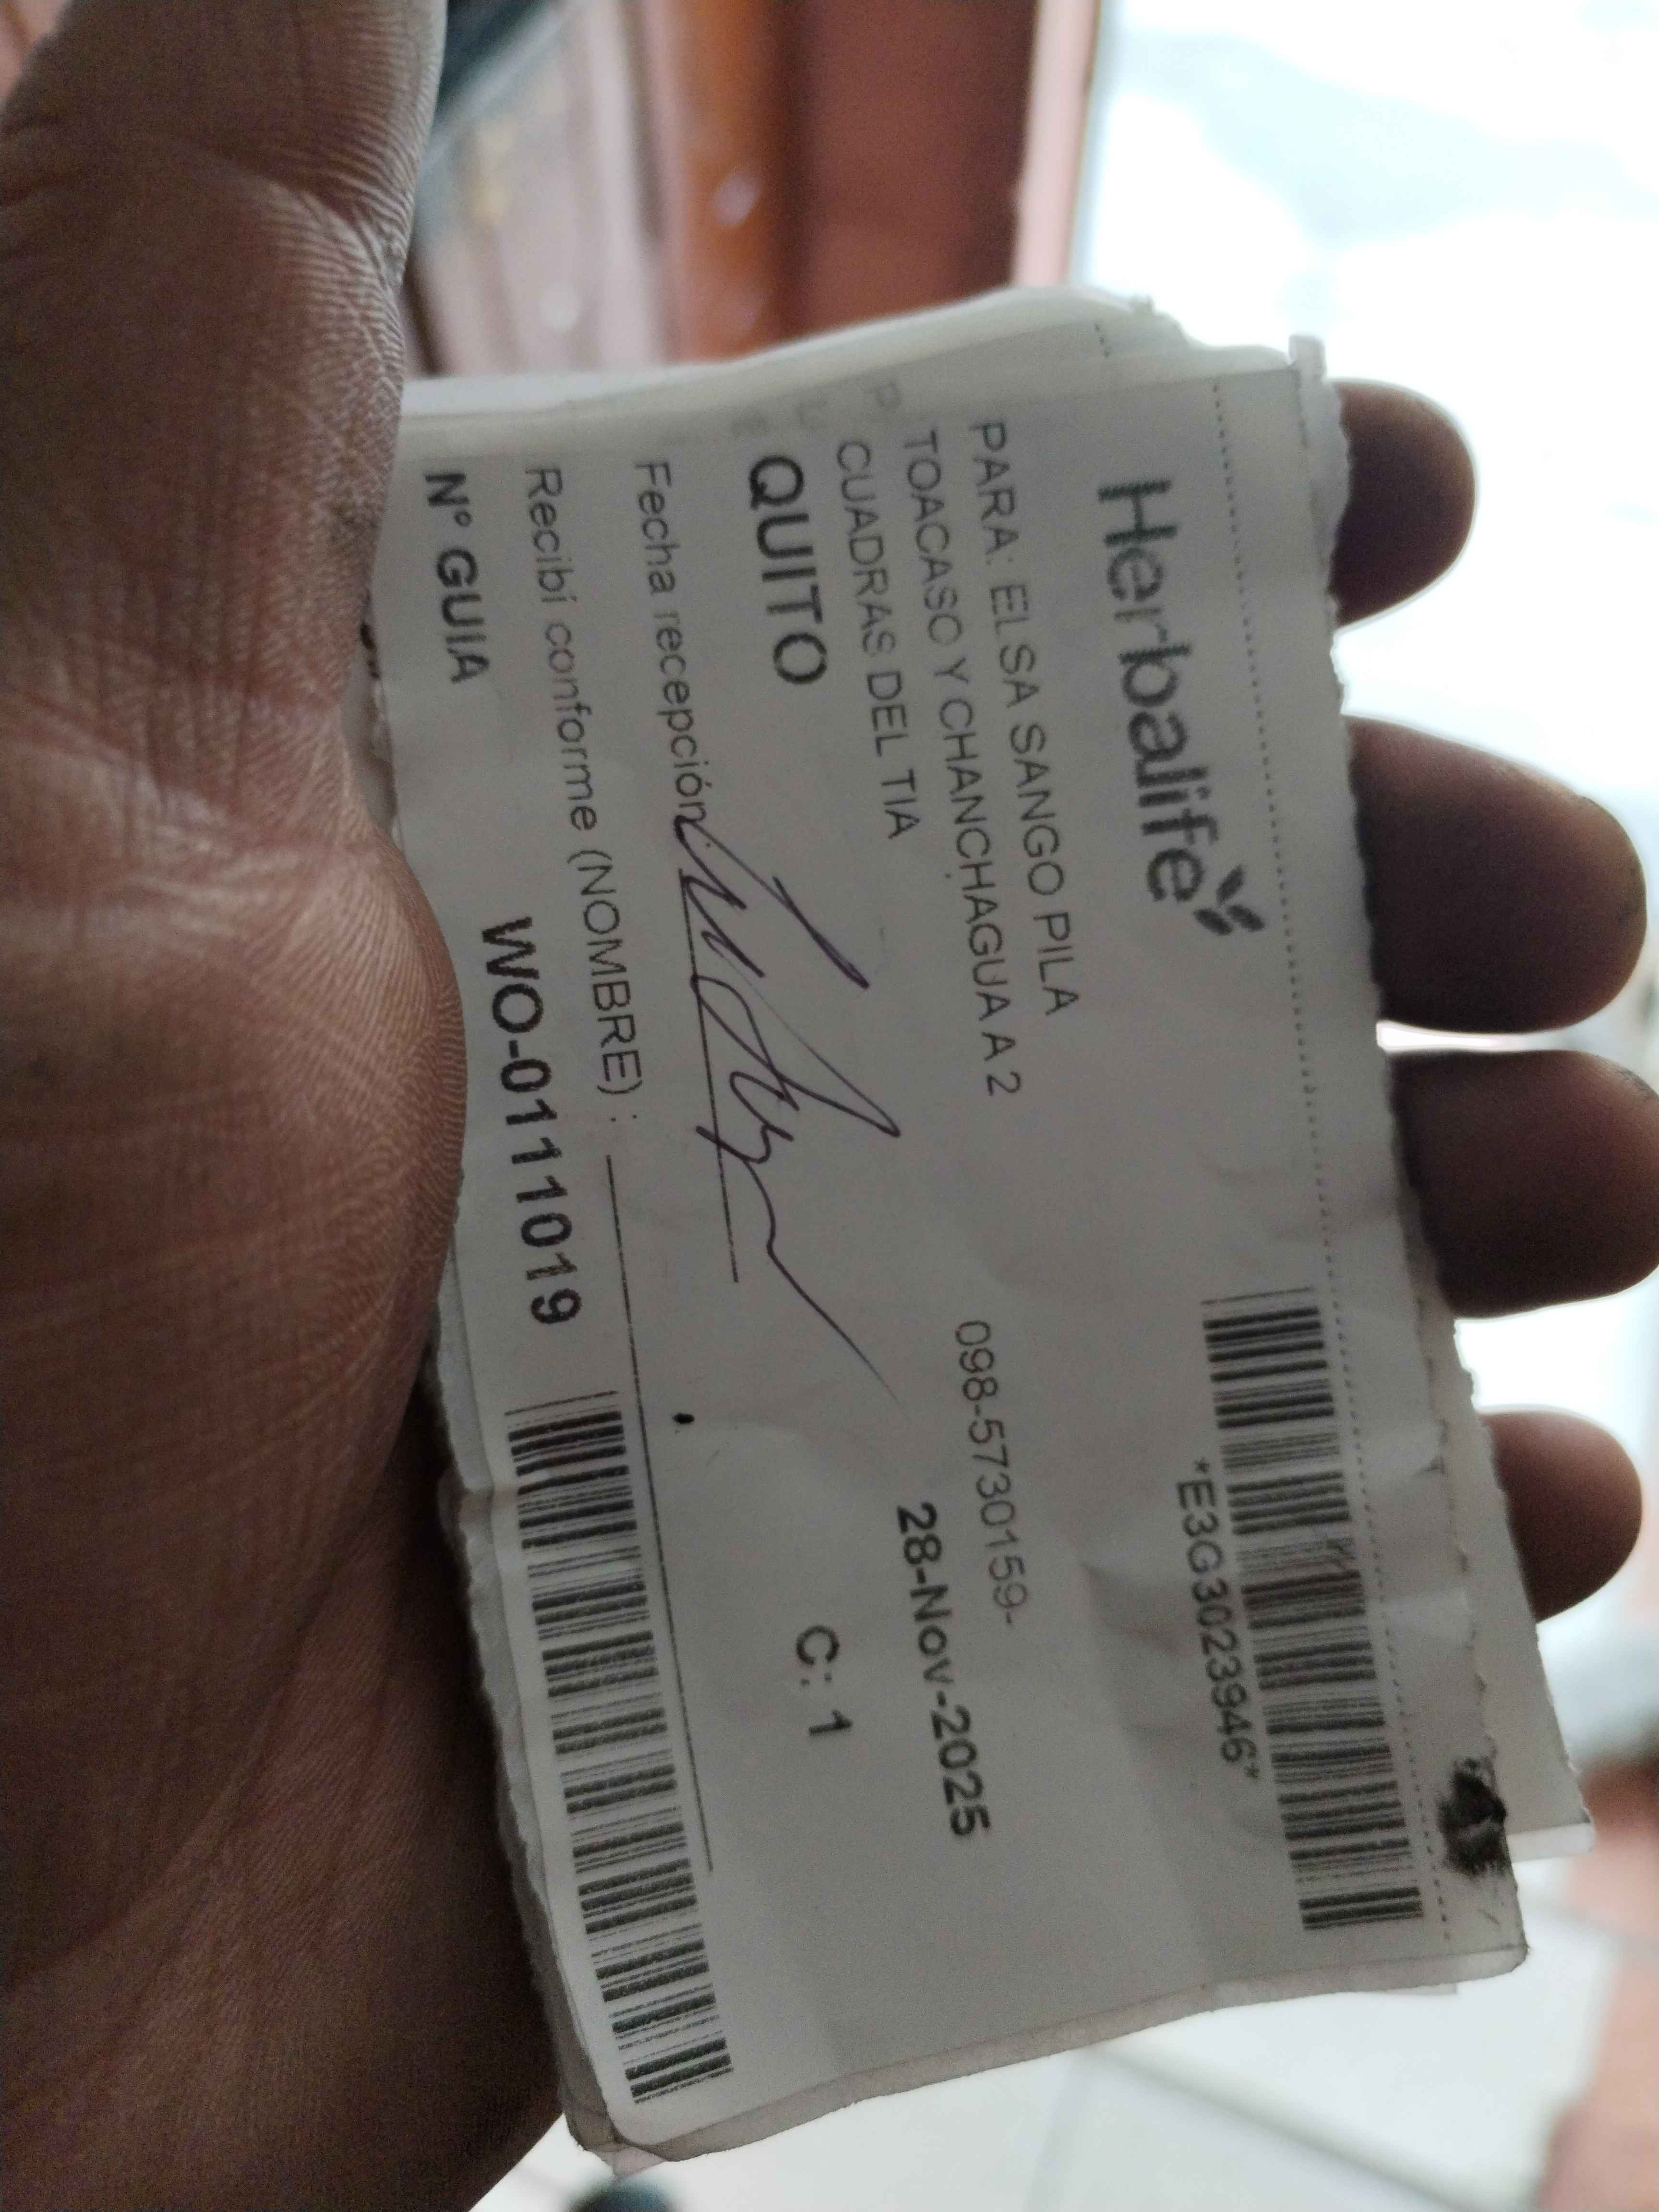 Herbalife
*E3G3023946*
PARA: ELSA SANGO PILA
TOACASO Y CHANCHAGUA A 2
098-5730159-
CUADRAS DEL TIA
28-Nov-2025
QUITO
C: 1
Fecha recepción:
Recibí conforme (NOMBRE) :
Nº GUIA
WO-0111019